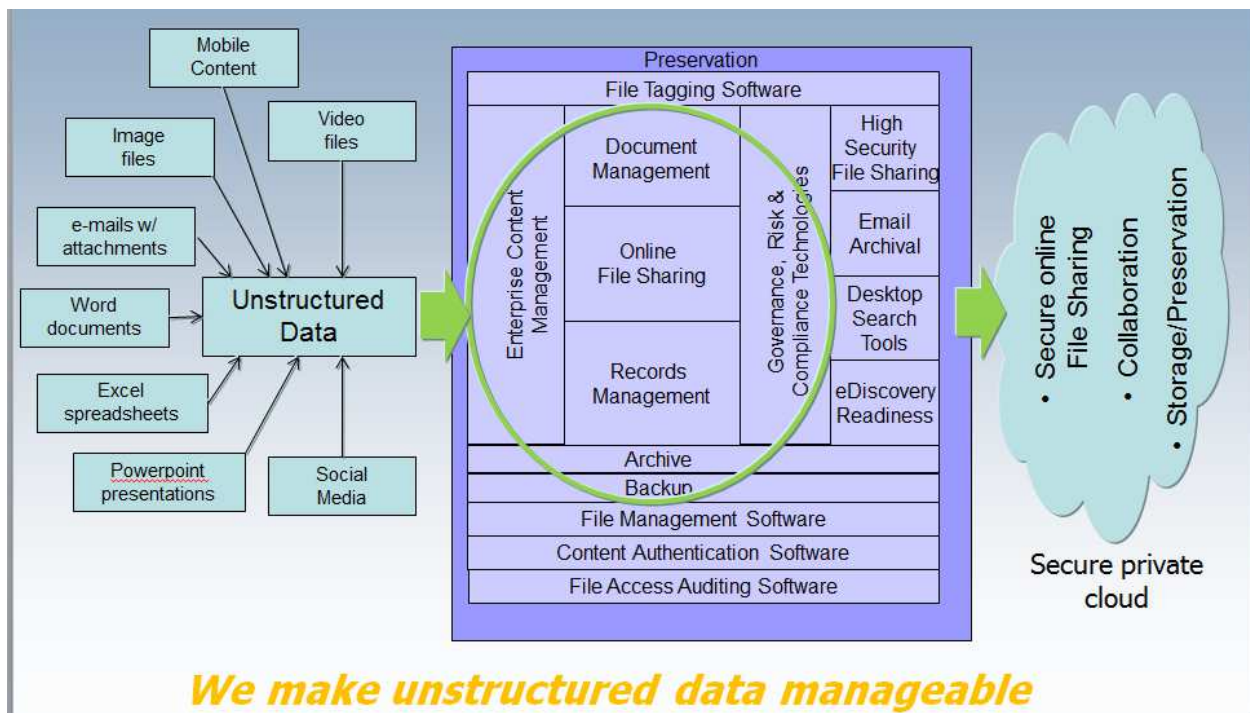 Mobile
Content
Image
files
Video
files
e-mails w/
attachments
Word
documents
Excel
spreadsheets
Powerpoint
presentations
Social
Media
Unstructured
Data
Preservation
File Tagging Software
Enterprise Content
Management
Document
Management
Online
File Sharing
Records
Management
Governance, Risk &
Compliance Technologies
High
Security
File Sharing
Email
Archival
Desktop
Search
Tools
eDiscovery
Readiness
Archive
Backup
File Management Software
Content Authentication Software
File Access Auditing Software
• Secure online
File Sharing
• Collaboration
• Storage/Preservation
Secure private
cloud
We make unstructured data manageable